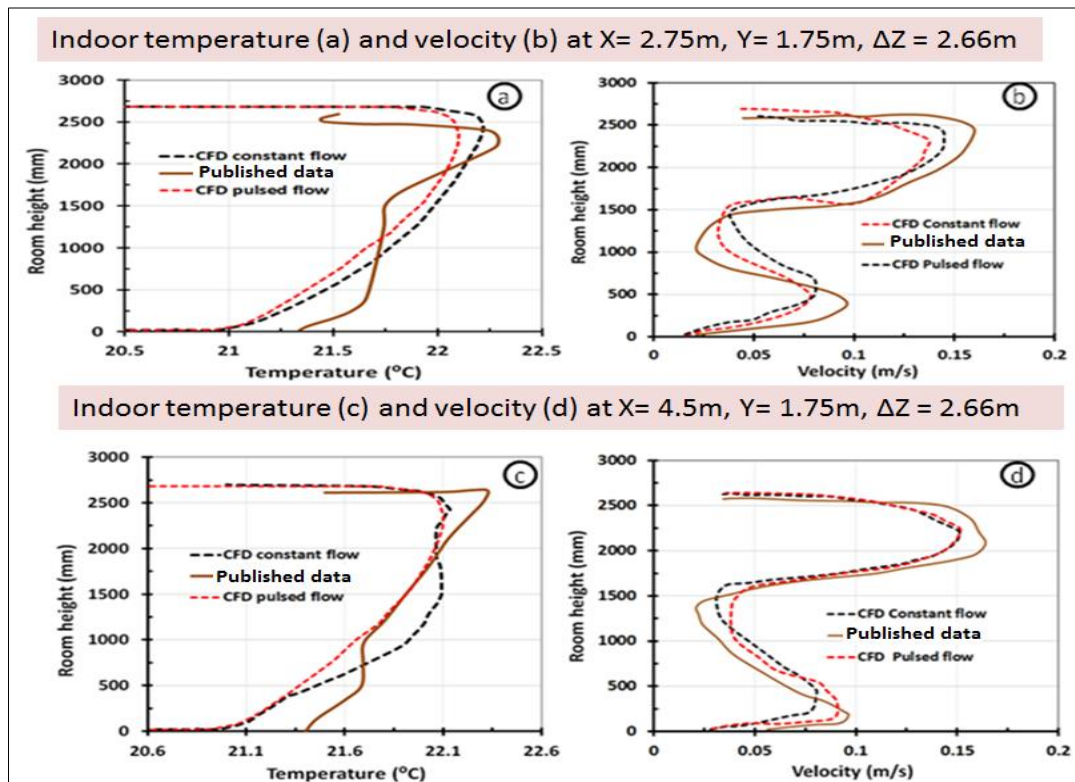 Indoor temperature (a) and velocity (b) at X= 2.75m, Y= 1.75m, ΔZ = 2.66m
a
Room height (mm)
3000
2500
2000
1500
1000
500
0
CFD constant flow
Published data
CFD pulsed flow
20.5 21 21.5 22 22.5
Temperature (°C)
b
Room height (mm)
3000
2500
2000
1500
1000
500
0
CFD Constant flow
Published data
CFD Pulsed flow
0 0.05 0.1 0.15 0.2
Velocity (m/s)
Indoor temperature (c) and velocity (d) at X= 4.5m, Y= 1.75m, ΔZ = 2.66m
c
Room height (mm)
3000
2500
2000
1500
1000
500
0
CFD constant flow
Published data
CFD pulsed flow
20.6 21.1 21.6 22.1 22.6
Temperature (°C)
d
Room height (mm)
3000
2500
2000
1500
1000
500
0
CFD Constant flow
Published data
CFD Pulsed flow
0 0.05 0.1 0.15 0.2
Velocity (m/s)